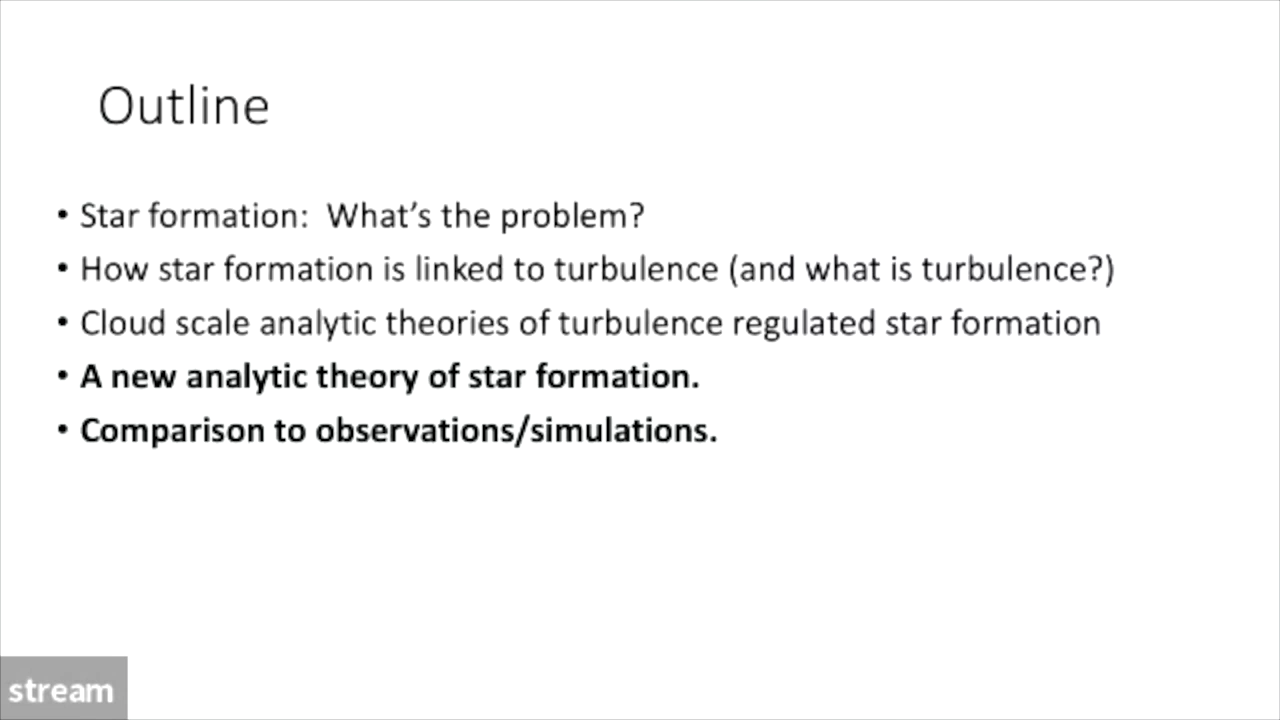 Outline
• Star formation:  What's the problem?
• How star formation is linked to turbulence (and what is turbulence?)
• Cloud scale analytic theories of turbulence regulated star formation
• A new analytic theory of star formation.
• Comparison to observations/simulations.
stream